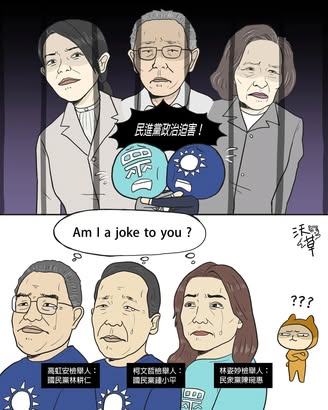 民進黨政治迫害！
眾
沃草
Am I a joke to you ?
???
高虹安檢舉人：
國民黨林耕仁
柯文哲檢舉人：
國民黨鍾小平
林姿妙檢舉人：
民眾黨陳琬惠